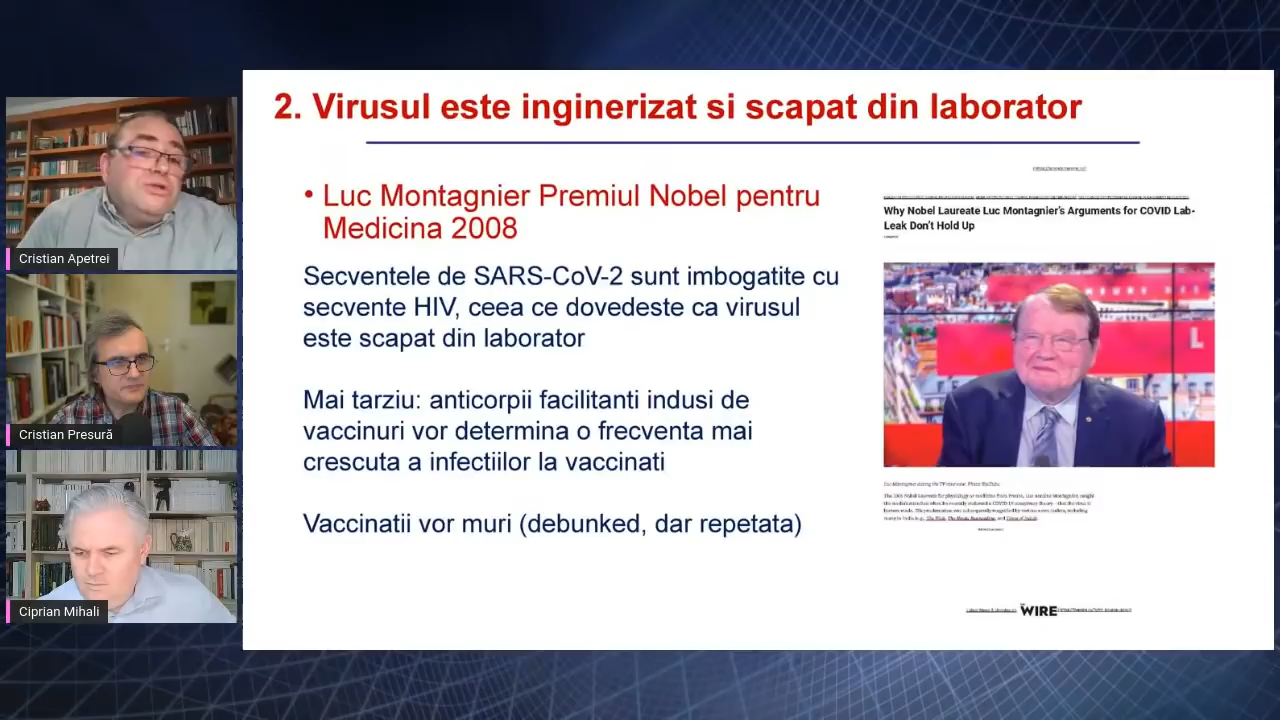 2. Virusul este inginerizat si scapat din laborator
• Luc Montagnier Premiul Nobel pentru
Medicina 2008
Secventele de SARS-CoV-2 sunt imbogatite cu
secvente HIV, ceea ce dovedeste ca virusul
este scapat din laborator
Mai tarziu: anticorpii facilitanti indusi de
vaccinuri vor determina o frecventa mai
crescuta a infectiilor la vaccinati
Vaccinatii vor muri (debunked, dar repetata)
Why Nobel Laureate Luc Montagnier's Arguments for COVID Lab-
Leak Don't Hold Up
L
WIRE
Cristian Apetrei
Cristian Presură
Ciprian Mihali